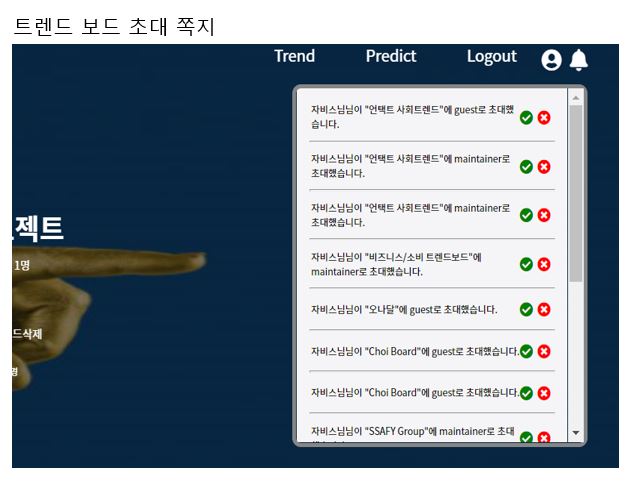 트렌드 보드 초대 쪽지
Trend Predict Logout
자비스님님이 "언택트 사회트렌드"에 guest로 초대했
습니다.
자비스님님이 "언택트 사회트렌드"에 maintainer로
초대했습니다.
자비스님님이 "언택트 사회트렌드"에 maintainer로
초대했습니다.
자비스님님이 "비즈니스/소비 트렌드보드"에
maintainer로 초대했습니다.
자비스님님이 "오나달"에 guest로 초대했습니다.
자비스님님이 "Choi Board"에 guest로 초대했습니다.
자비스님님이 "Choi Board"에 guest로 초대했습니다.
자비스님님이 "SSAFY Group"에 maintainer로 초대
젝트
1명
드삭제
명